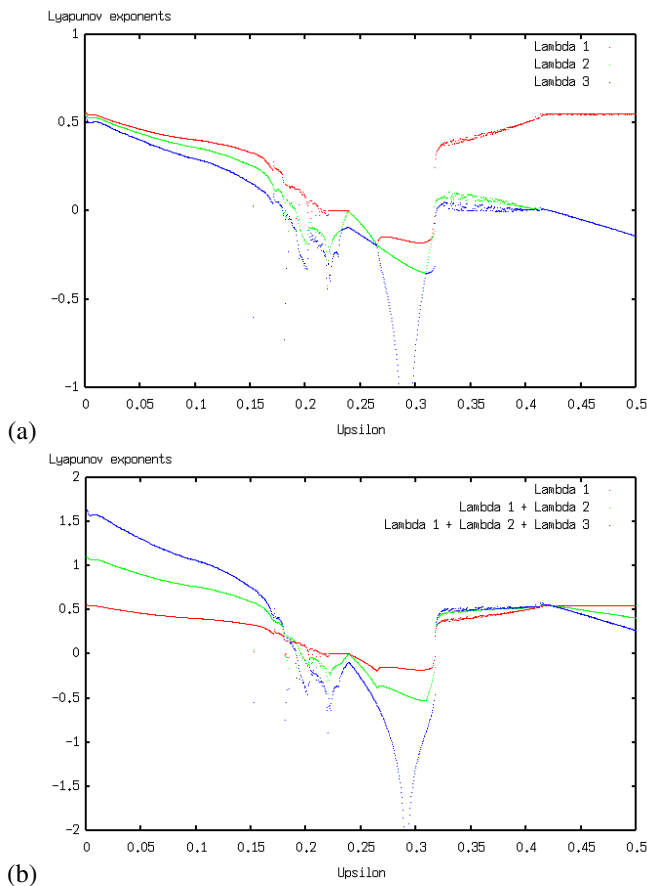 Lyapunov exponents
1
0.5
0
-0.5
-1
Lambda 1
Lambda 2
Lambda 3
0 0.05 0.1 0.15 0.2 0.25 0.3 0.35 0.4 0.45 0.5
Upsilon
(a)
Lyapunov exponents
2
1.5
1
0.5
0
-0.5
-1
-1.5
-2
Lambda 1
Lambda 1 + Lambda 2
Lambda 1 + Lambda 2 + Lambda 3
0 0.05 0.1 0.15 0.2 0.25 0.3 0.35 0.4 0.45 0.5
Upsilon
(b)